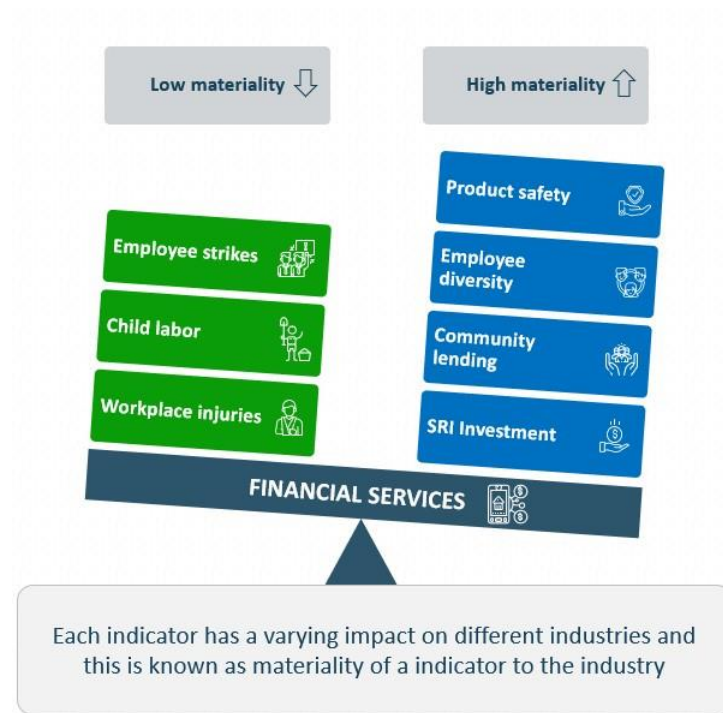 Low materiality
High materiality
Product safety
Employee strikes
Employee
diversity
Child labor
Community
lending
Workplace injuries
SRI Investment
FINANCIAL SERVICES
Each indicator has a varying impact on different industries and
this is known as materiality of a indicator to the industry